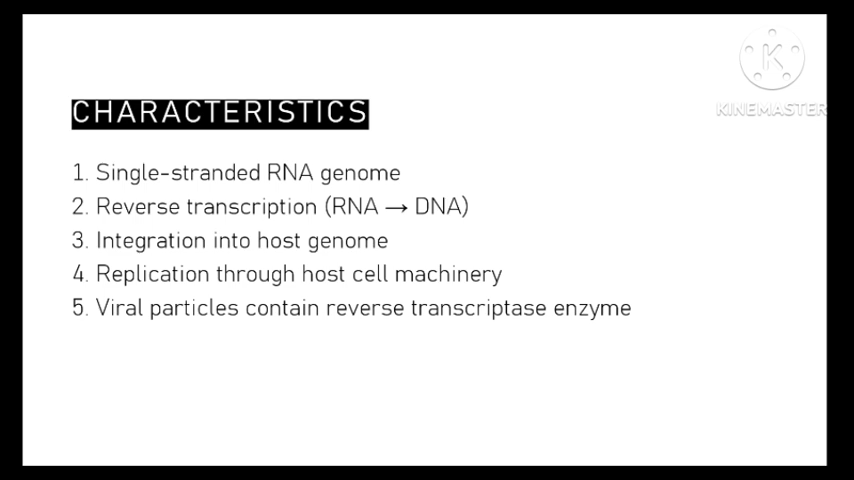 K
KINEMASTER
CHARACTERISTICS
1. Single-stranded RNA genome
2. Reverse transcription (RNA → DNA)
3. Integration into host genome
4. Replication through host cell machinery
5. Viral particles contain reverse transcriptase enzyme